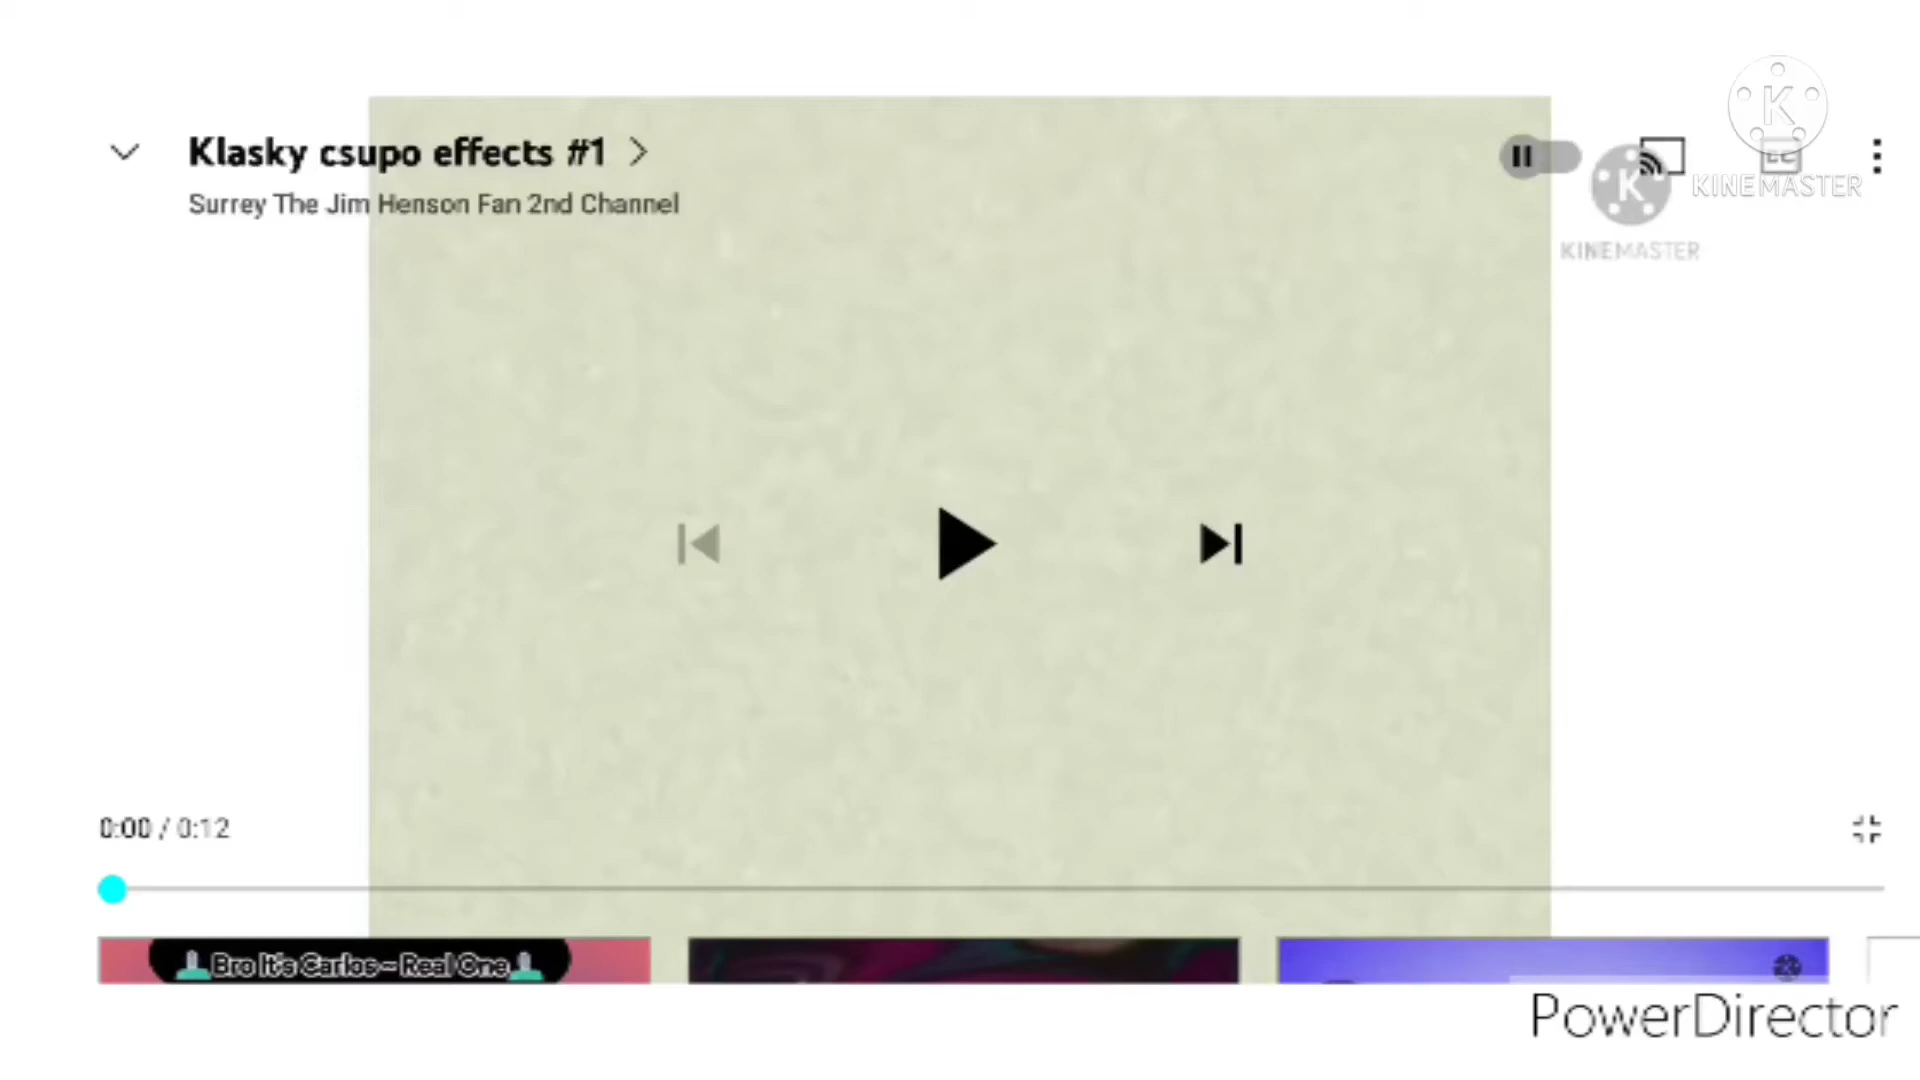 Klasky csupo effects #1
Surrey The Jim Henson Fan 2nd Channel
K
KINEMASTER
K
KINEMASTER
0:00 / 0:12
Bro It's Carlos - Real One
PowerDirector